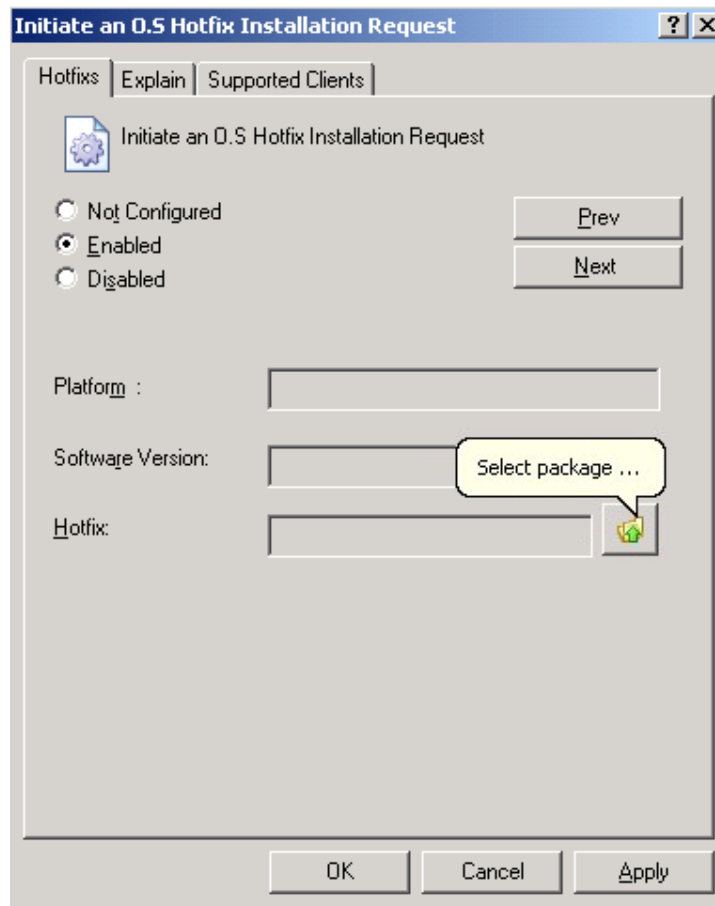 Initiate an O.S Hotfix Installation Request
Hotfixs
Explain
Supported Clients
Initiate an O.S Hotfix Installation Request
Not Configured
Prev
Enabled
Next
Disabled
Platform :
Software Version:
Select package ...
Hotfix:
OK
Cancel
Apply